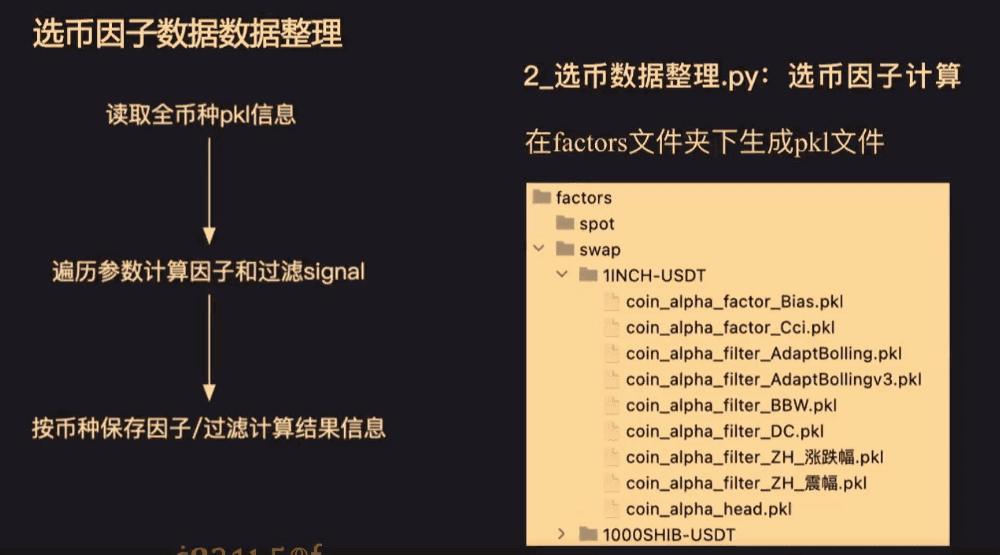 选币因子数据数据整理
读取全币种pkl信息
遍历参数计算因子和过滤signal
按币种保存因子/过滤计算结果信息
2_选币数据整理.py：选币因子计算
在factors文件夹下生成pkl文件
factors
spot
swap
1INCH-USDT
coin_alpha_factor_Bias.pkl
coin_alpha_factor_Cci.pkl
coin_alpha_filter_AdaptBolling.pkl
coin_alpha_filter_AdaptBollingv3.pkl
coin_alpha_filter_BBW.pkl
coin_alpha_filter_DC.pkl
coin_alpha_filter_ZH_涨跌幅.pkl
coin_alpha_filter_ZH_震幅.pkl
coin_alpha_head.pkl
1000SHIB-USDT